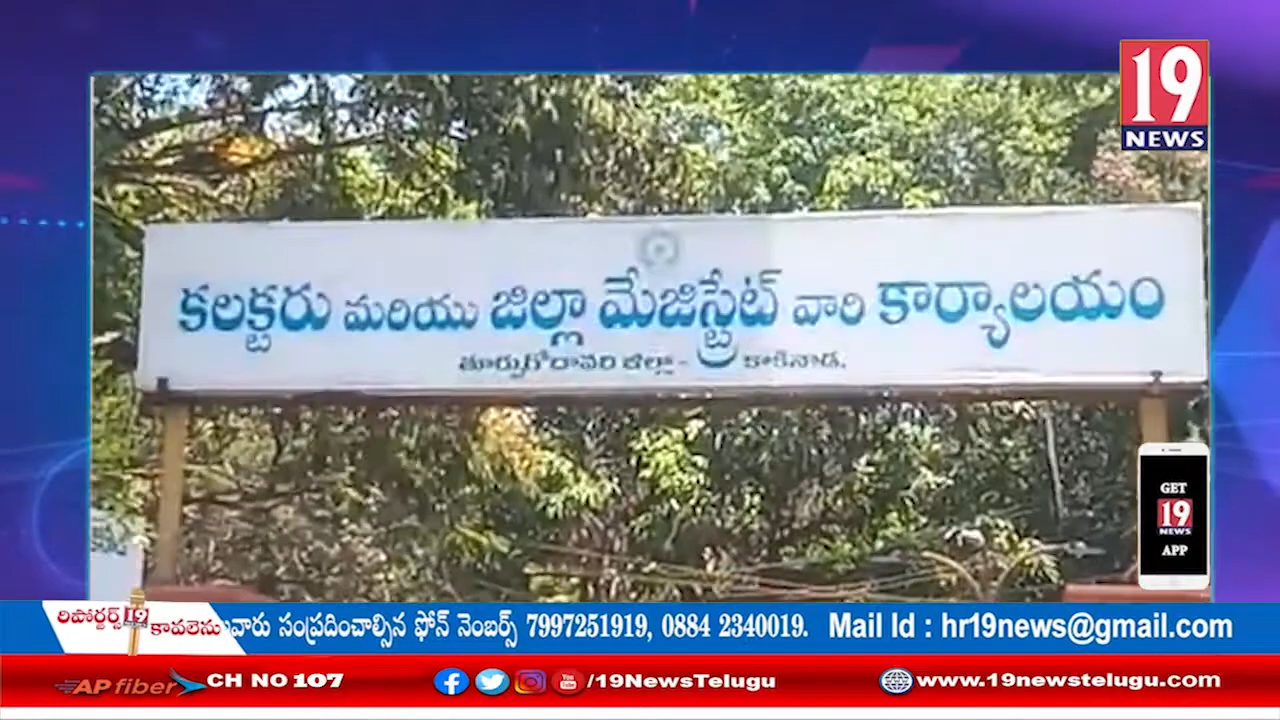 19
NEWS
కలక్టరు మరియు జిల్లా మేజిస్ట్రేట్ వారి కార్యాలయం
తూర్పుగోదావరి జిల్లా - కాకినాడ.
GET
19
NEWS
APP
రిపోర్టర్స్ 19
కావలెను
వారు సంప్రదించాల్సిన ఫోన్ నెంబర్స్ 7997251919, 0884 2340019. Mail Id : hr19news@gmail.com
AP fiber CH NO 107 /19NewsTelugu www.19newstelugu.com